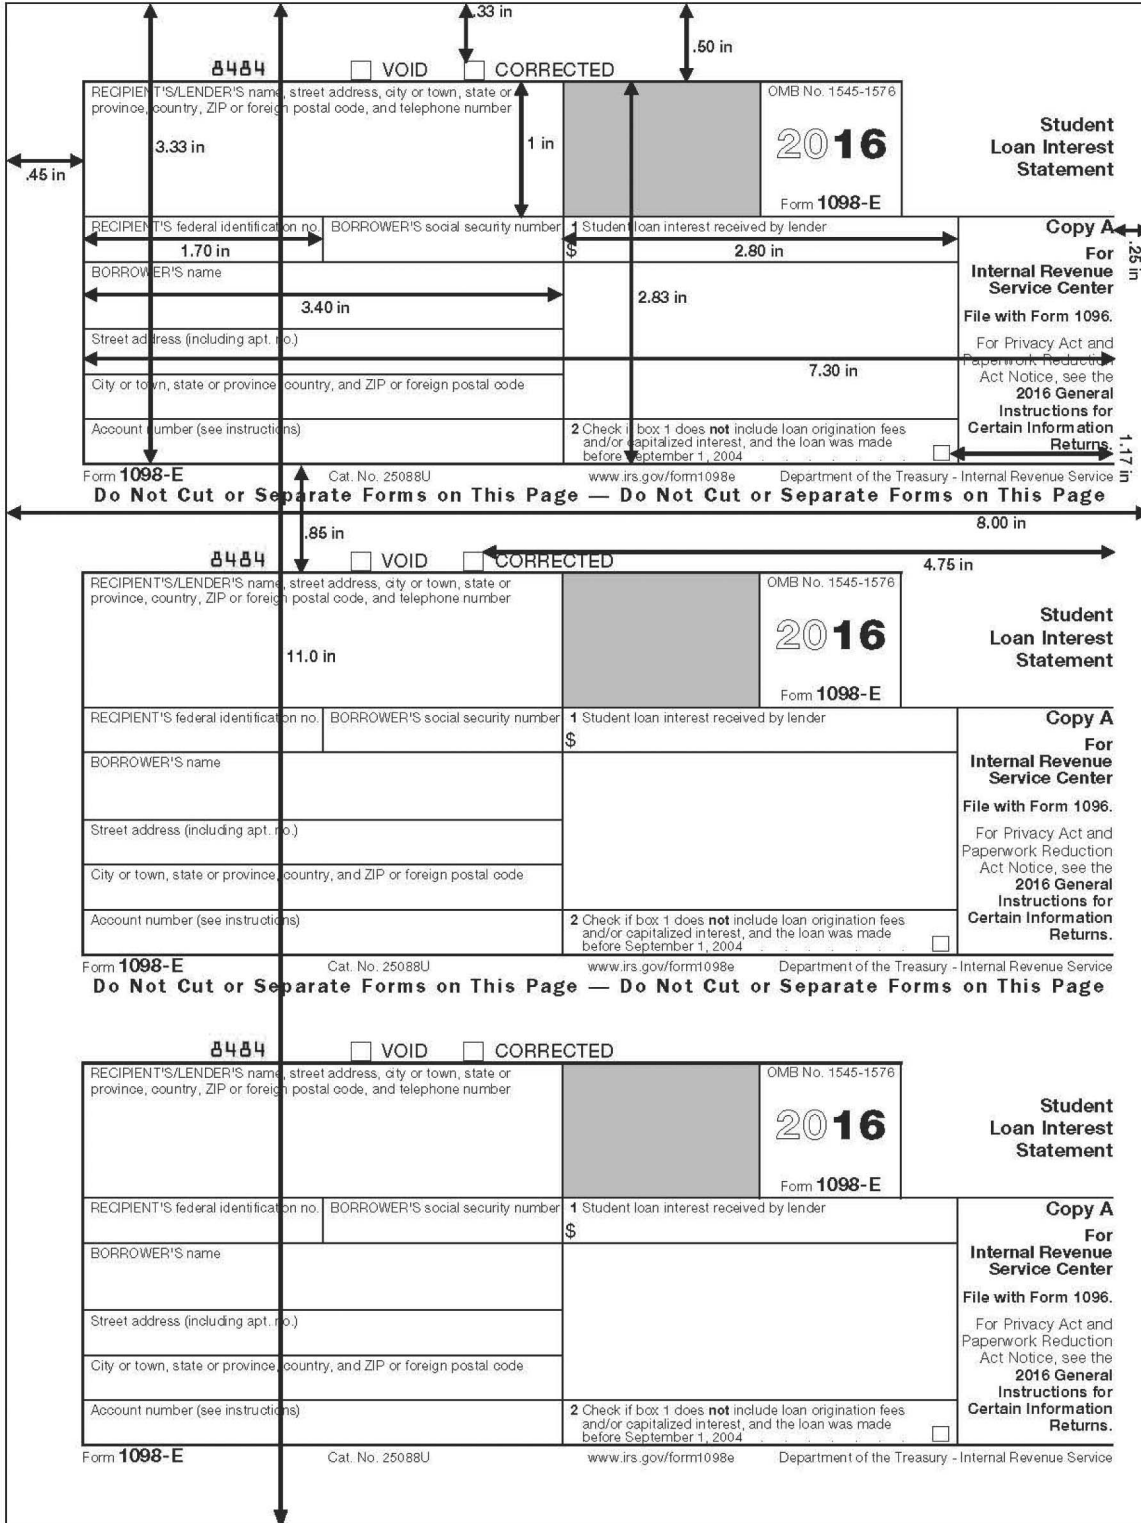 .33 in
.50 in
8484 VOID CORRECTED
RECIPIENT'S/LENDER'S name, street address, city or town, state or
province, country, ZIP or foreign postal code, and telephone number
OMB No. 1545-1576
2016
Form 1098-E
Student
Loan Interest
Statement
3.33 in
1 in
.45 in
RECIPIENT'S federal identification no.
BORROWER'S social security number
1 Student loan interest received by lender
$
1.70 in
2.80 in
Copy A
For
Internal Revenue
Service Center
File with Form 1096.
.25 in
BORROWER'S name
3.40 in
2.83 in
Street address (including apt. no.)
7.30 in
For Privacy Act and
Paperwork Reduction
Act Notice, see the
2016 General
Instructions for
Certain Information
Returns.
City or town, state or province, country, and ZIP or foreign postal code
Account number (see instructions)
2 Check if box 1 does not include loan origination fees
and/or capitalized interest, and the loan was made
before September 1, 2004 . . . . . . .
1.17 in
Form 1098-E Cat. No. 25088U www.irs.gov/form1098e Department of the Treasury - Internal Revenue Service
Do Not Cut or Separate Forms on This Page — Do Not Cut or Separate Forms on This Page
8.00 in
.85 in
4.75 in
8484 VOID CORRECTED
RECIPIENT'S/LENDER'S name, street address, city or town, state or
province, country, ZIP or foreign postal code, and telephone number
OMB No. 1545-1576
2016
Form 1098-E
Student
Loan Interest
Statement
11.0 in
RECIPIENT'S federal identification no.
BORROWER'S social security number
1 Student loan interest received by lender
$
Copy A
For
Internal Revenue
Service Center
File with Form 1096.
BORROWER'S name
Street address (including apt. no.)
For Privacy Act and
Paperwork Reduction
Act Notice, see the
2016 General
Instructions for
Certain Information
Returns.
City or town, state or province, country, and ZIP or foreign postal code
Account number (see instructions)
2 Check if box 1 does not include loan origination fees
and/or capitalized interest, and the loan was made
before September 1, 2004 . . . . . . .
Form 1098-E Cat. No. 25088U www.irs.gov/form1098e Department of the Treasury - Internal Revenue Service
Do Not Cut or Separate Forms on This Page — Do Not Cut or Separate Forms on This Page
8484 VOID CORRECTED
RECIPIENT'S/LENDER'S name, street address, city or town, state or
province, country, ZIP or foreign postal code, and telephone number
OMB No. 1545-1576
2016
Form 1098-E
Student
Loan Interest
Statement
RECIPIENT'S federal identification no.
BORROWER'S social security number
1 Student loan interest received by lender
$
Copy A
For
Internal Revenue
Service Center
File with Form 1096.
BORROWER'S name
Street address (including apt. no.)
For Privacy Act and
Paperwork Reduction
Act Notice, see the
2016 General
Instructions for
Certain Information
Returns.
City or town, state or province, country, and ZIP or foreign postal code
Account number (see instructions)
2 Check if box 1 does not include loan origination fees
and/or capitalized interest, and the loan was made
before September 1, 2004 . . . . . . .
Form 1098-E Cat. No. 25088U www.irs.gov/form1098e Department of the Treasury - Internal Revenue Service